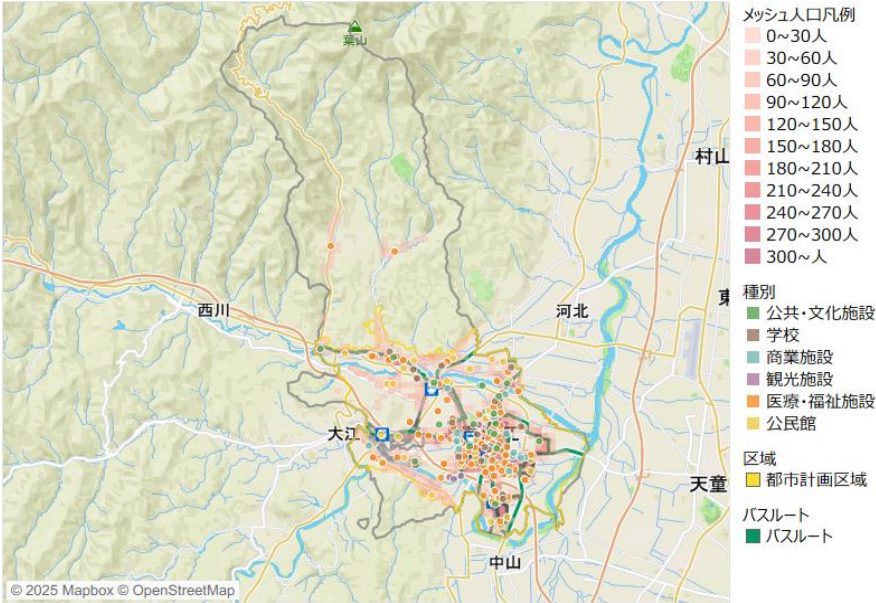 葉山
村山
西川
河北
大江
天童
中山
© 2025 Mapbox © OpenStreetMap
メッシュ人口凡例
0~30人
30~60人
60~90人
90~120人
120~150人
150~180人
180~210人
210~240人
240~270人
270~300人
300~人
種別
公共・文化施設
学校
商業施設
観光施設
医療・福祉施設
公民館
区域
都市計画区域
バスルート
バスルート